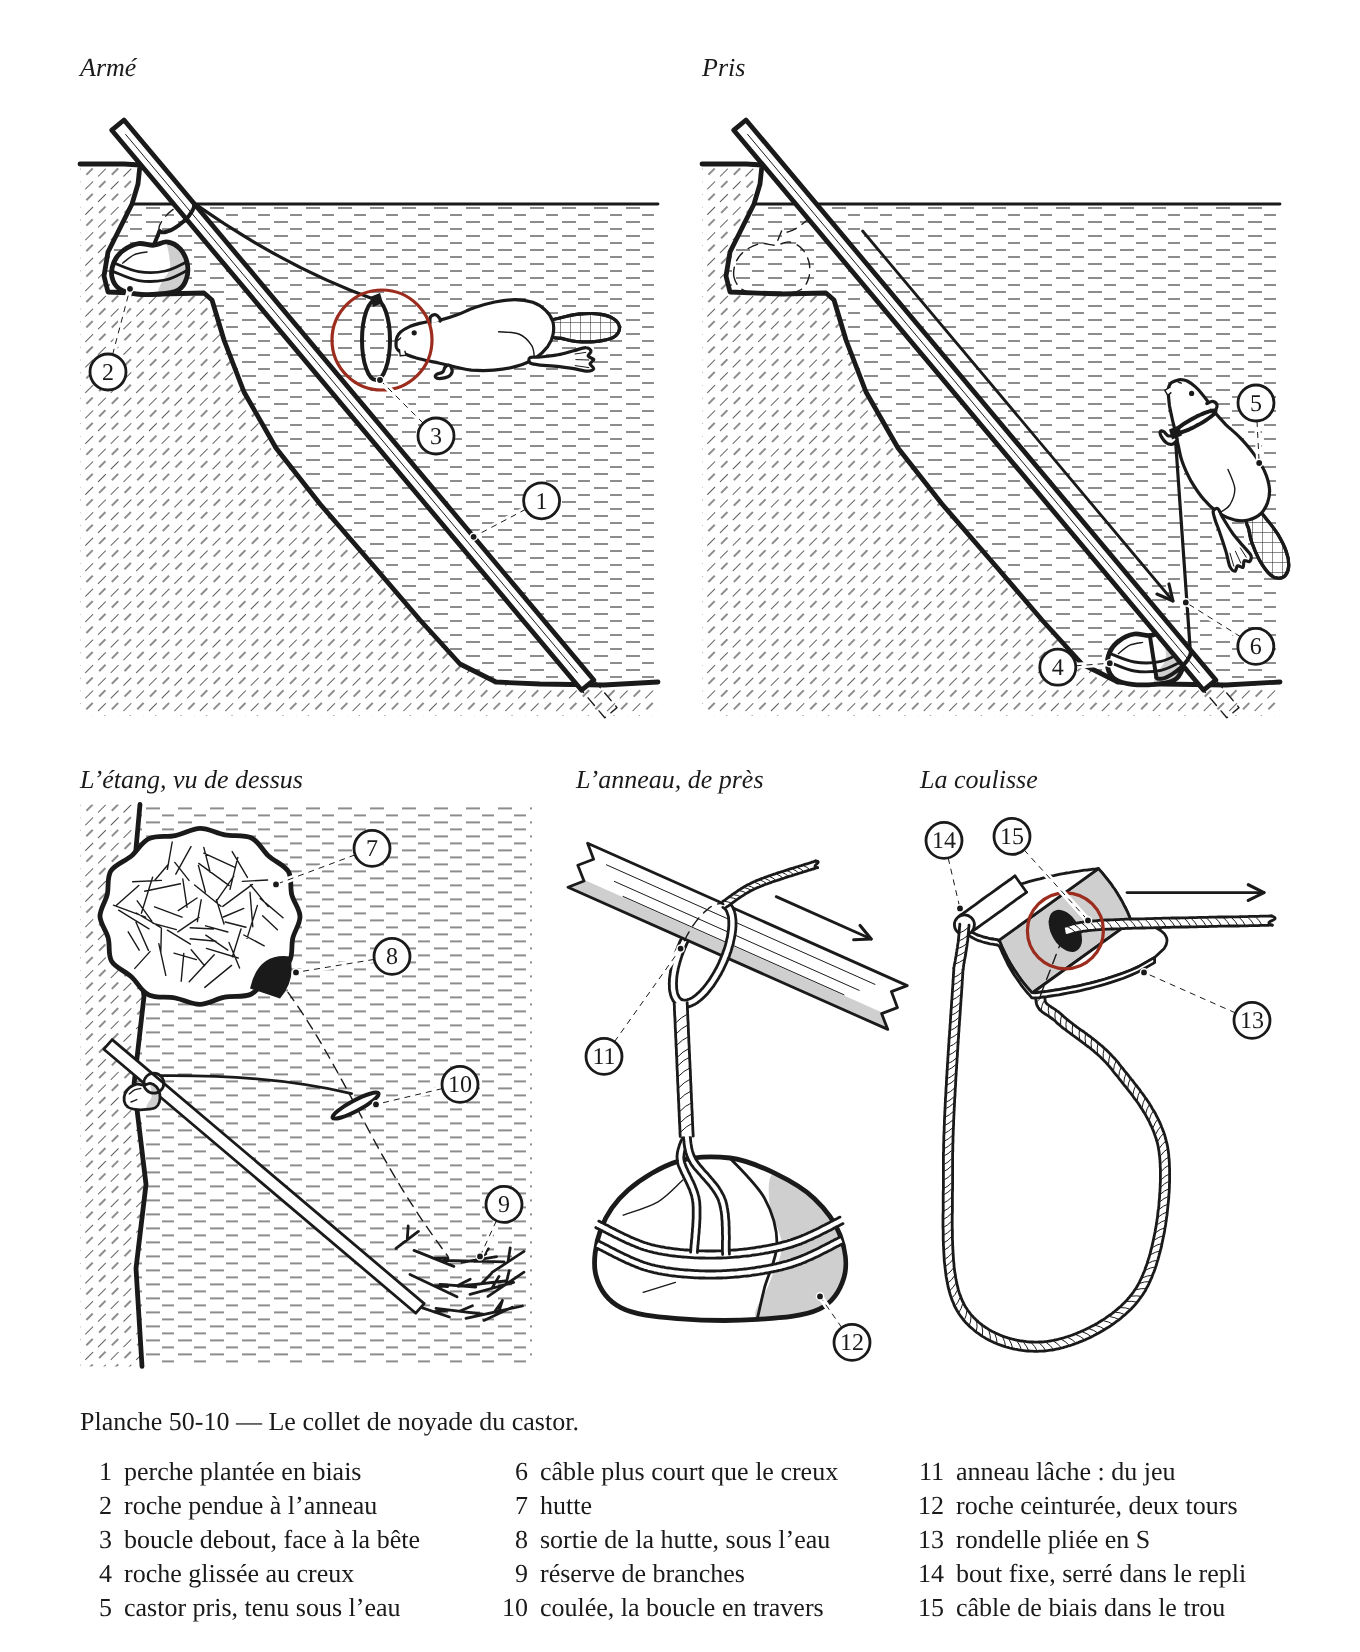 Armé
Pris
2
3
1
5
6
4
L’étang, vu de dessus
L’anneau, de près
La coulisse
7
8
10
9
11
12
14
15
13
Planche 50-10 — Le collet de noyade du castor.
1 perche plantée en biais
2 roche pendue à l’anneau
3 boucle debout, face à la bête
4 roche glissée au creux
5 castor pris, tenu sous l’eau
6 câble plus court que le creux
7 hutte
8 sortie de la hutte, sous l’eau
9 réserve de branches
10 coulée, la boucle en travers
11 anneau lâche : du jeu
12 roche ceinturée, deux tours
13 rondelle pliée en S
14 bout fixe, serré dans le repli
15 câble de biais dans le trou